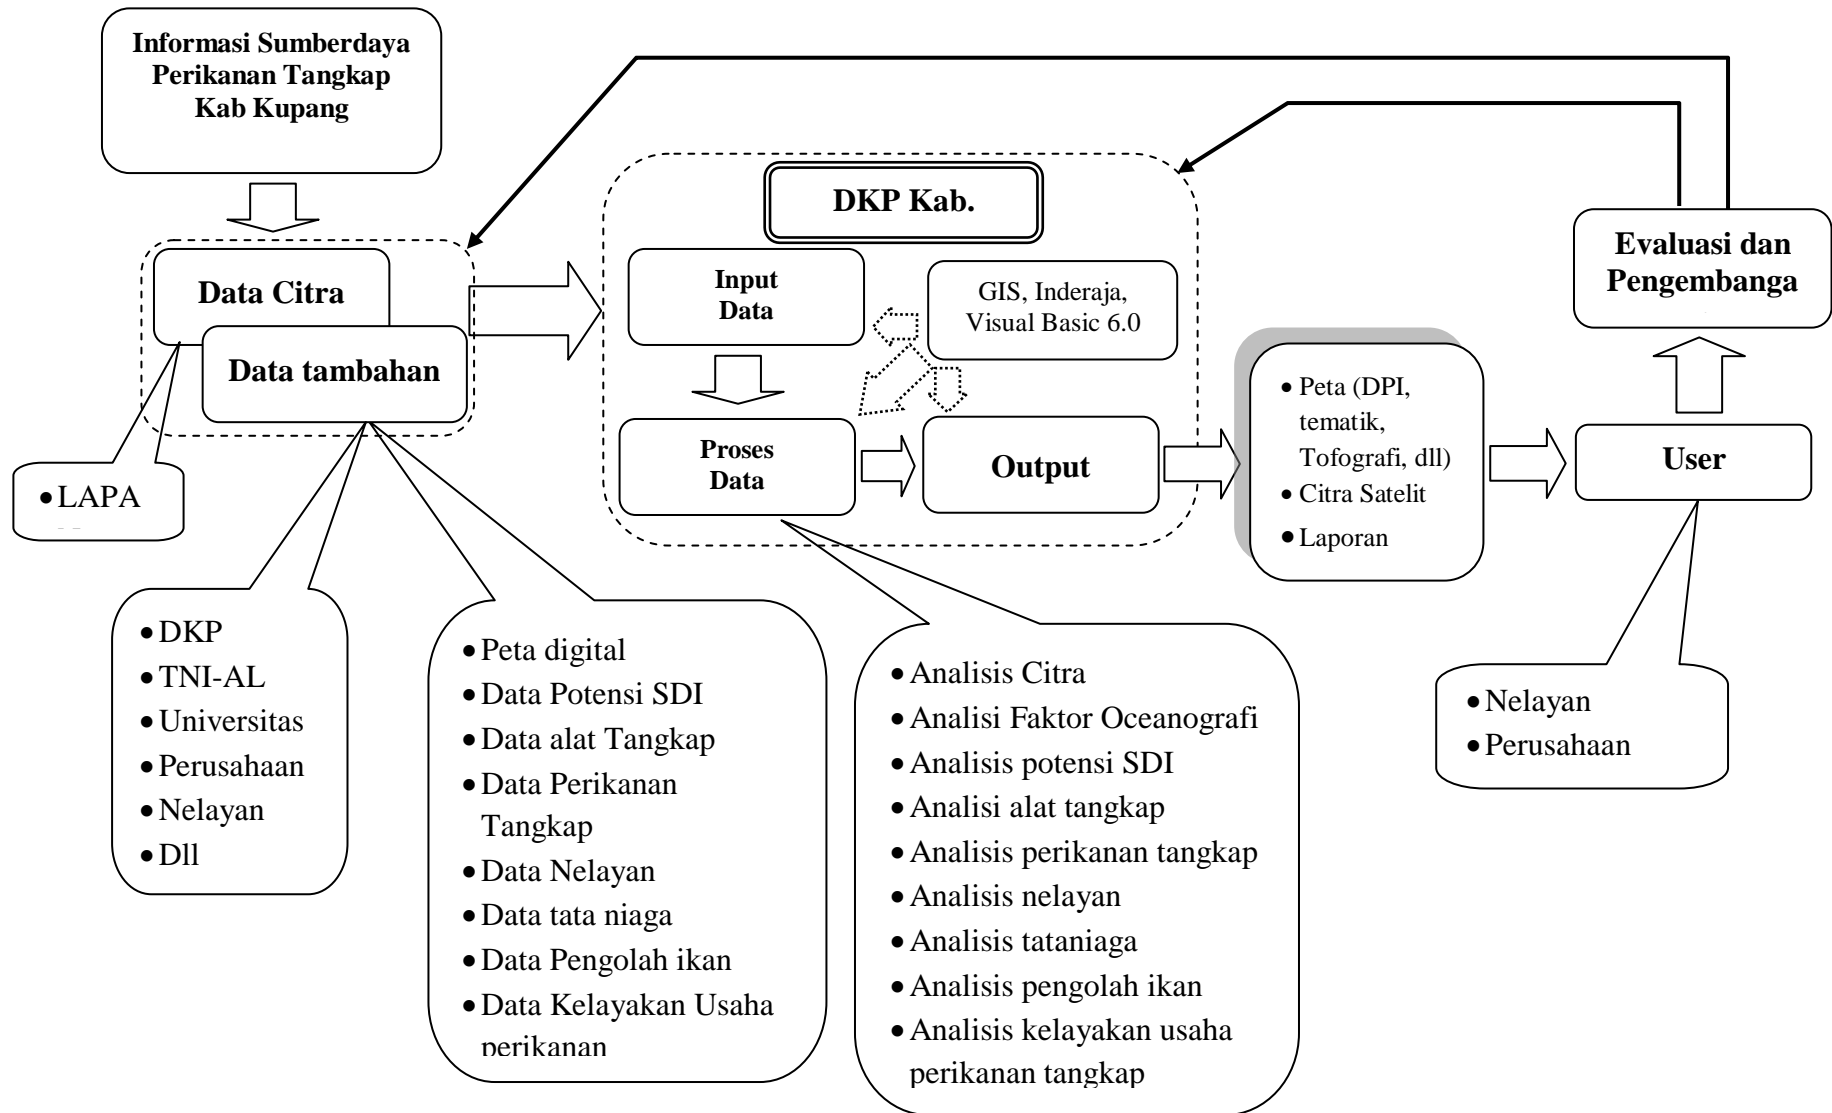 Informasi Sumberdaya
Perikanan Tangkap
Kab Kupang
Data Citra
Data tambahan
• LAPA
DKP Kab.
Input
Data
GIS, Inderaja,
Visual Basic 6.0
Proses
Data
Output
• Peta (DPI,
tematik,
Tofografi, dll)
• Citra Satelit
• Laporan
Evaluasi dan
Pengembanga
User
• DKP
• TNI-AL
• Universitas
• Perusahaan
• Nelayan
• Dll
• Peta digital
• Data Potensi SDI
• Data alat Tangkap
• Data Perikanan
Tangkap
• Data Nelayan
• Data tata niaga
• Data Pengolah ikan
• Data Kelayakan Usaha
perikanan
• Analisis Citra
• Analisi Faktor Oceanografi
• Analisis potensi SDI
• Analisi alat tangkap
• Analisis perikanan tangkap
• Analisis nelayan
• Analisis tataniaga
• Analisis pengolah ikan
• Analisis kelayakan usaha
perikanan tangkap
• Nelayan
• Perusahaan